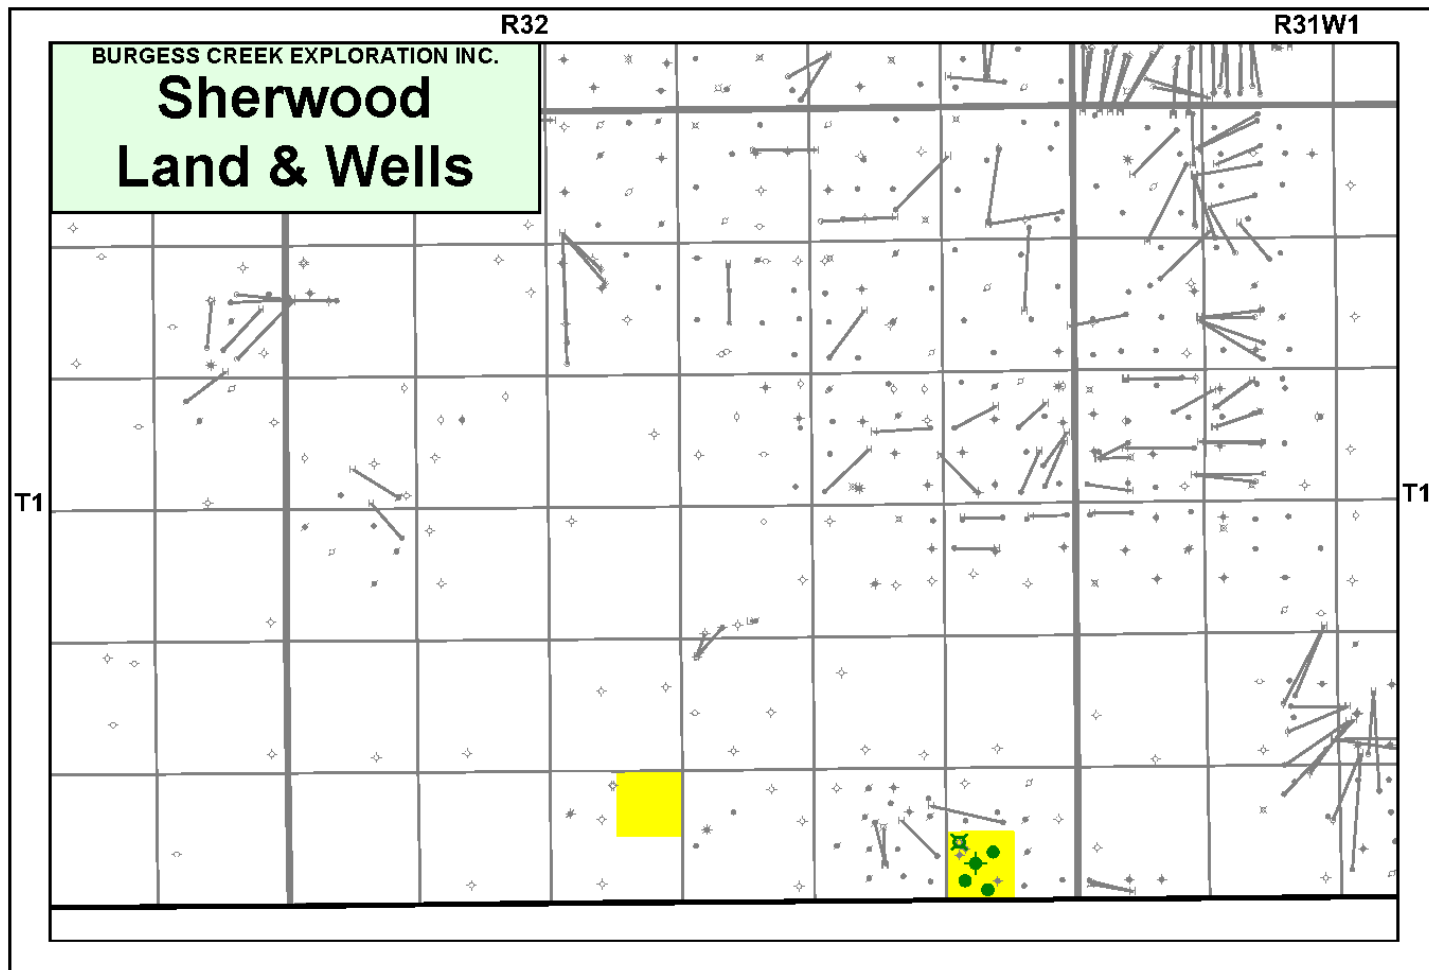 R32
R31W1
BURGESS CREEK EXPLORATION INC.
Sherwood
Land & Wells
T1
T1